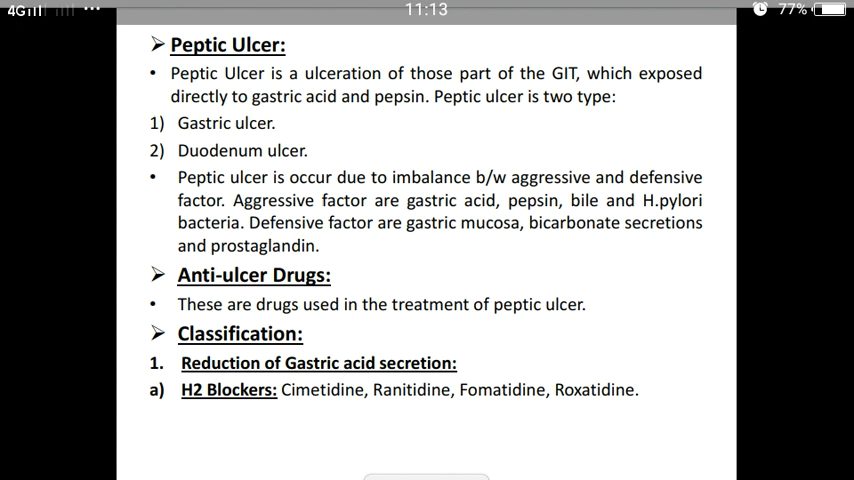 4G
11:13
77%
➢ Peptic Ulcer:
• Peptic Ulcer is a ulceration of those part of the GIT, which exposed
directly to gastric acid and pepsin. Peptic ulcer is two type:
1) Gastric ulcer.
2) Duodenum ulcer.
• Peptic ulcer is occur due to imbalance b/w aggressive and defensive
factor. Aggressive factor are gastric acid, pepsin, bile and H.pylori
bacteria. Defensive factor are gastric mucosa, bicarbonate secretions
and prostaglandin.
➢ Anti-ulcer Drugs:
• These are drugs used in the treatment of peptic ulcer.
➢ Classification:
1. Reduction of Gastric acid secretion:
a) H2 Blockers: Cimetidine, Ranitidine, Fomatidine, Roxatidine.